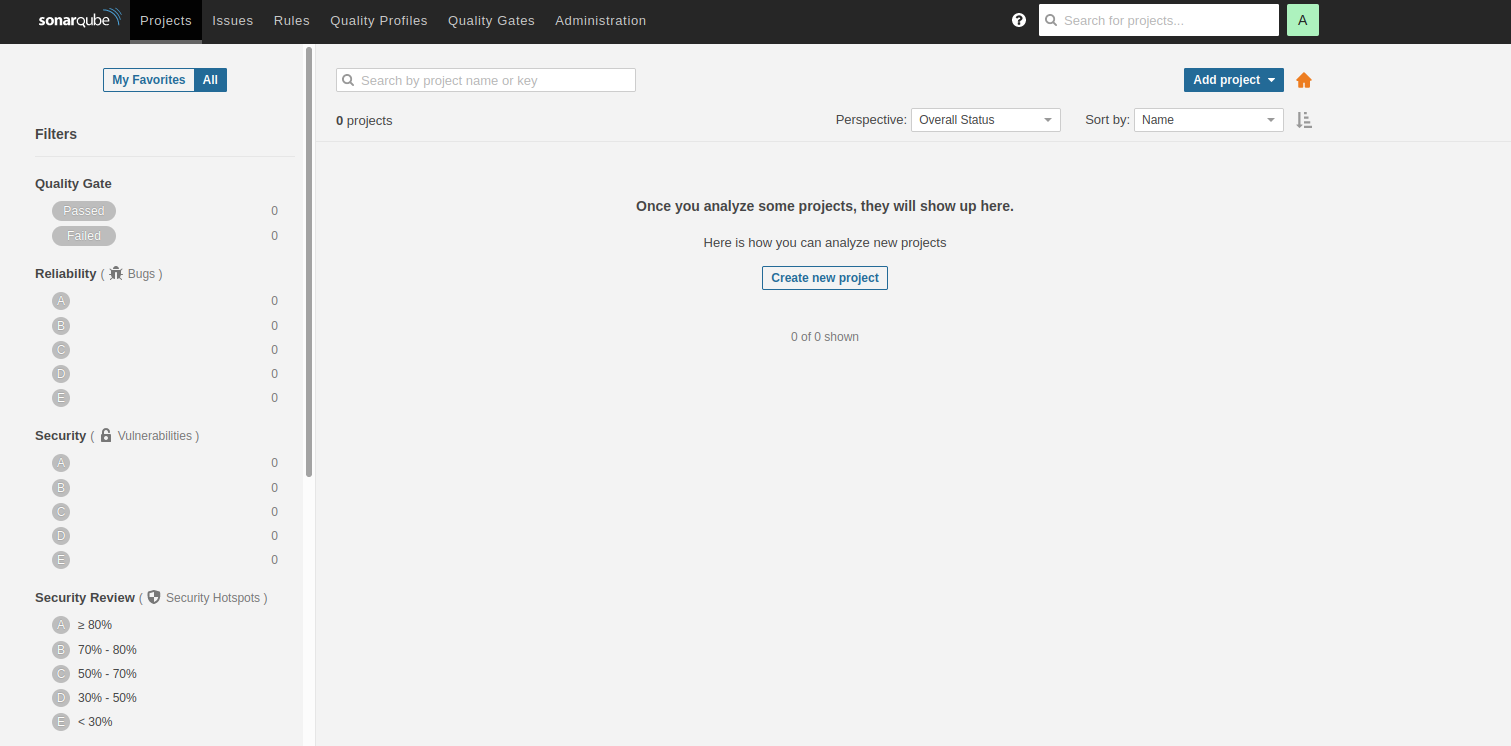 sonarqube Projects Issues Rules Quality Profiles Quality Gates Administration ? Search for projects... A
My Favorites All
Search by project name or key
Add project
0 projects
Perspective: Overall Status
Sort by: Name
Filters
Quality Gate
Passed 0
Failed 0
Reliability ( Bugs )
A 0
B 0
C 0
D 0
E 0
Security ( Vulnerabilities )
A 0
B 0
C 0
D 0
E 0
Security Review ( Security Hotspots )
A ≥ 80%
B 70% - 80%
C 50% - 70%
D 30% - 50%
E < 30%
Once you analyze some projects, they will show up here.
Here is how you can analyze new projects
Create new project
0 of 0 shown